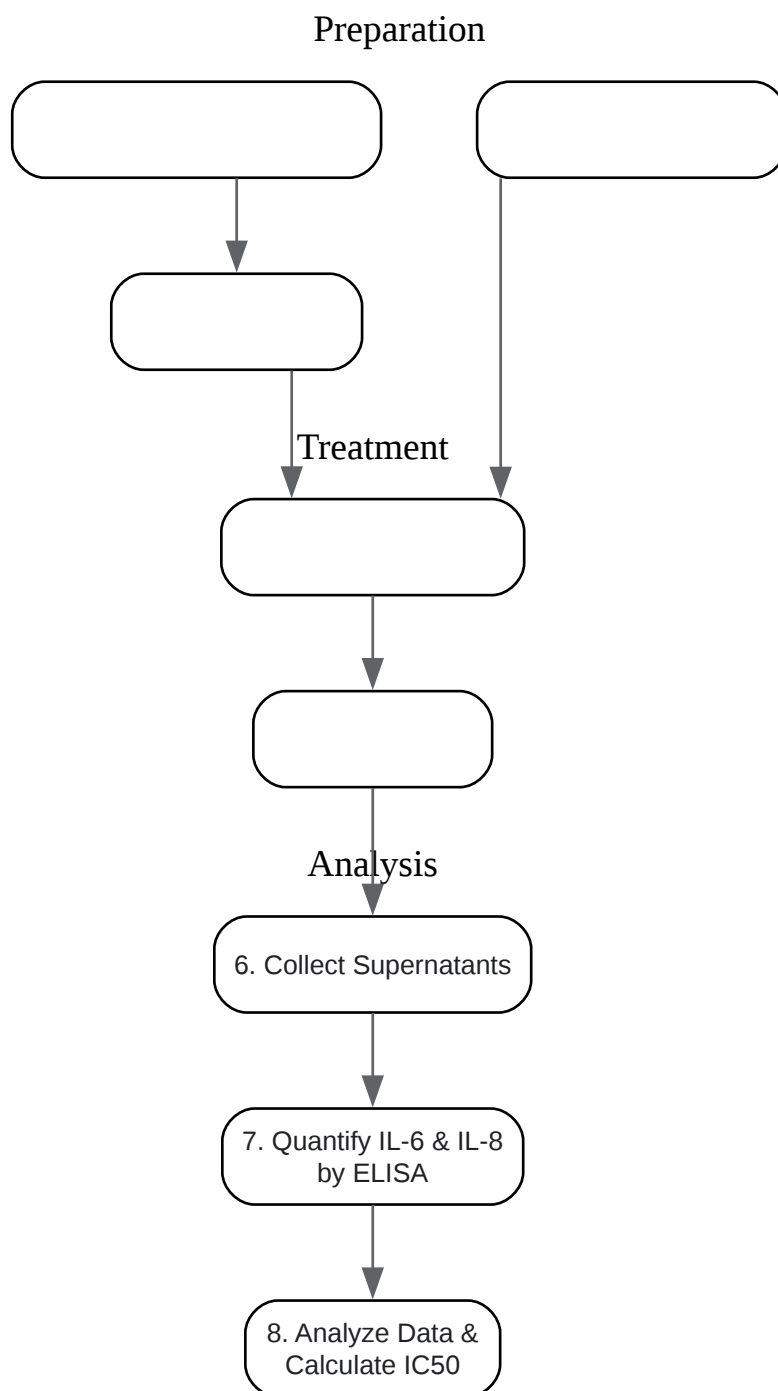 Preparation
Treatment
Analysis
6. Collect Supernatants
7. Quantify IL-6 & IL-8
by ELISA
8. Analyze Data &
Calculate IC50